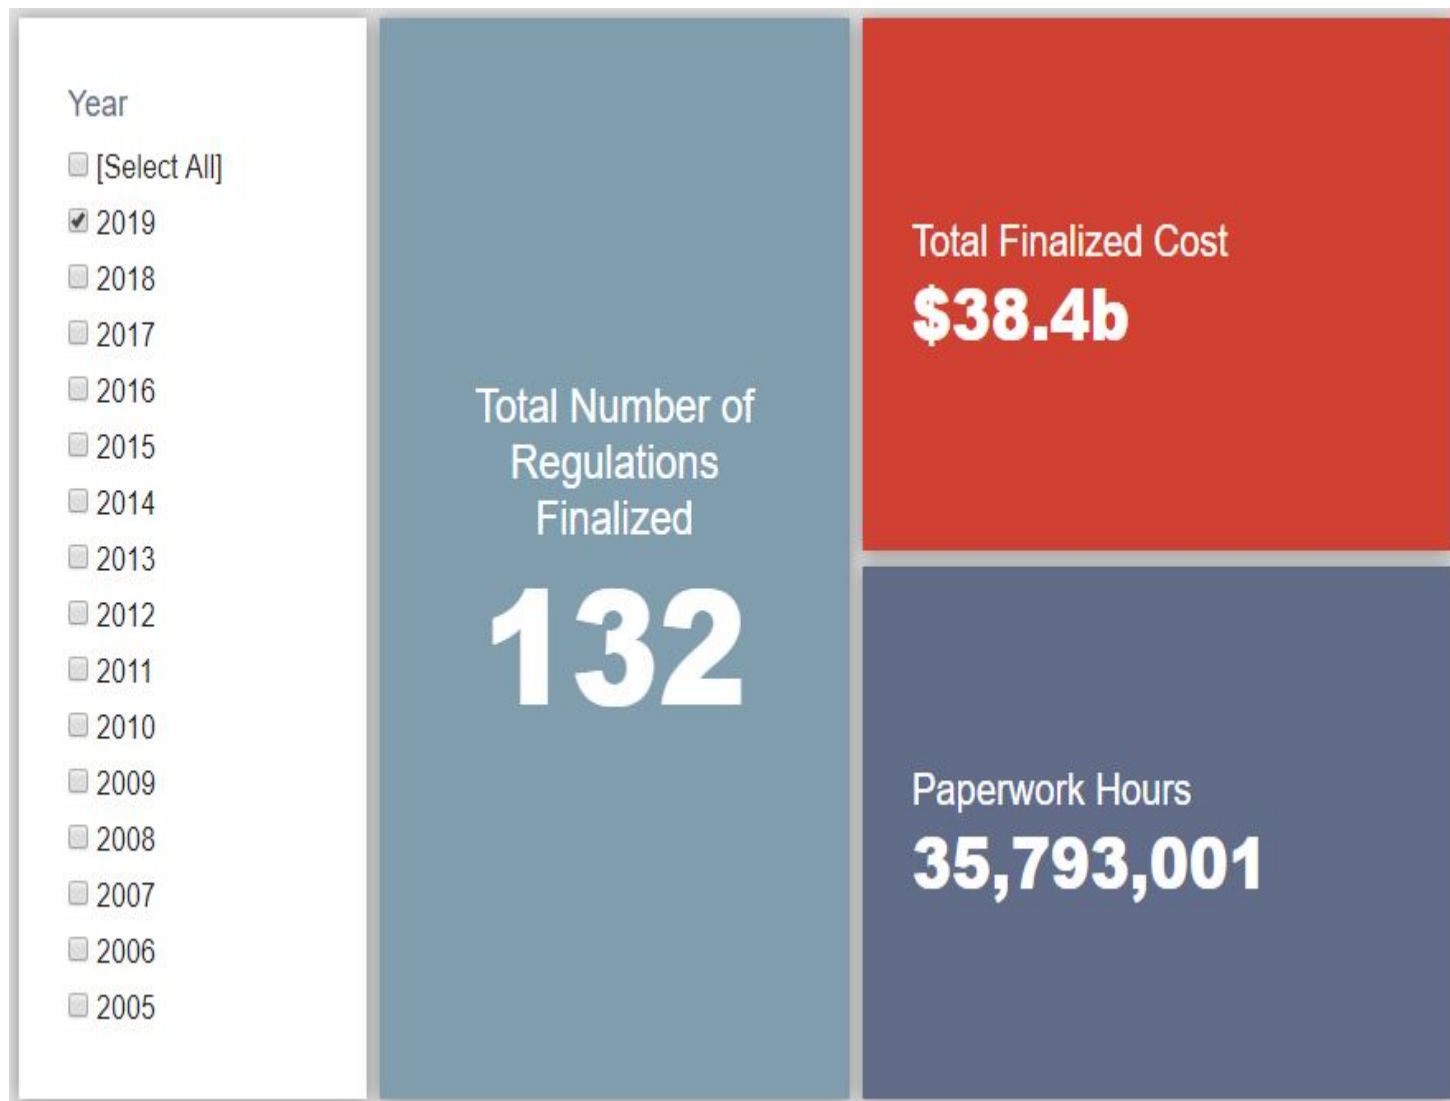 Year
[Select All]
2019
2018
2017
2016
2015
2014
2013
2012
2011
2010
2009
2008
2007
2006
2005
Total Number of
Regulations
Finalized
132
Total Finalized Cost
$38.4b
Paperwork Hours
35,793,001